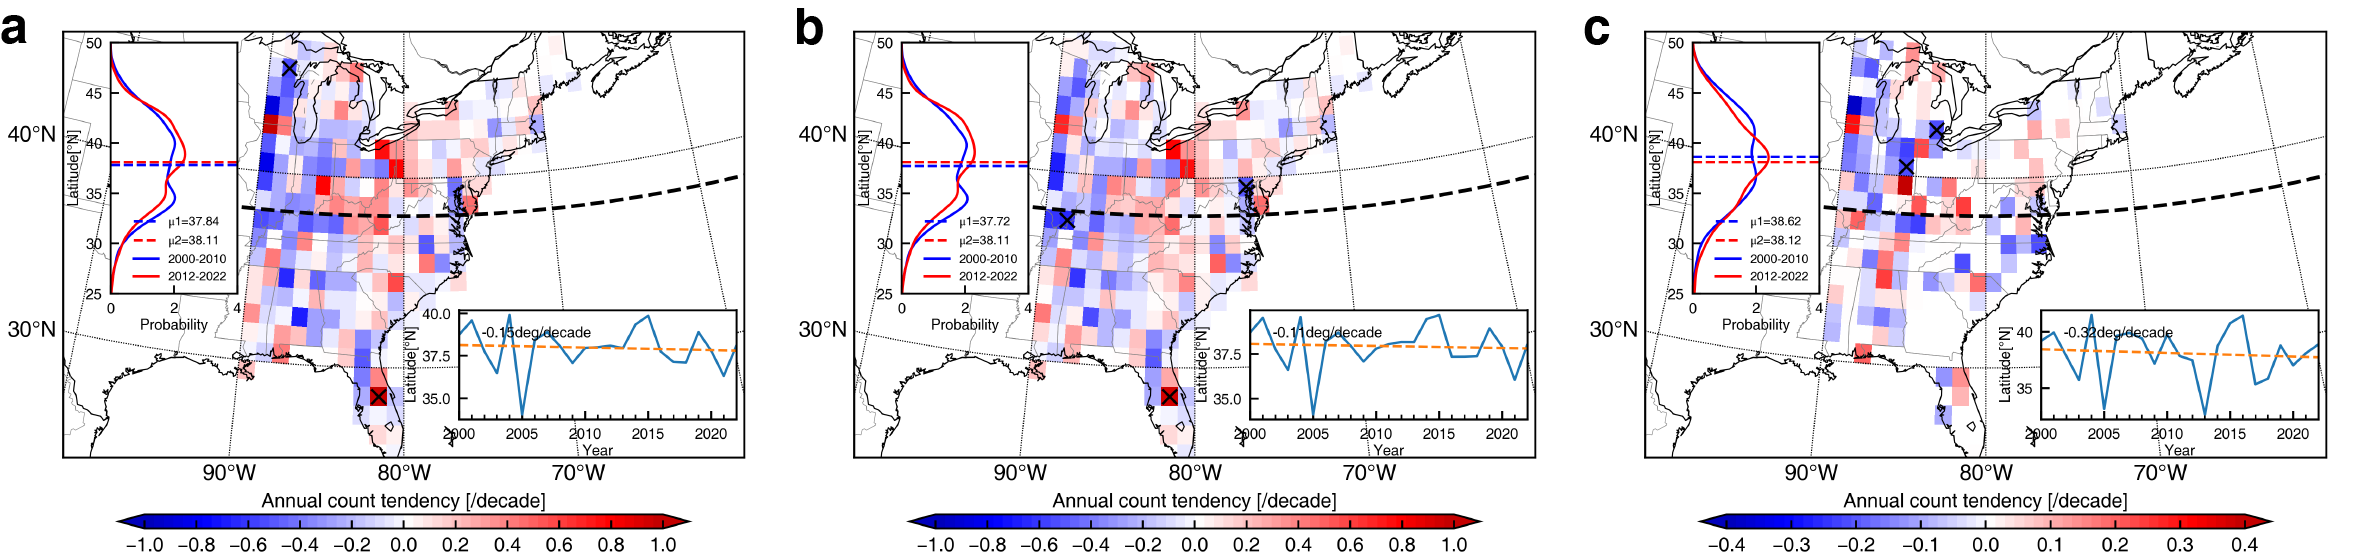 a
50
45
40
35
30
25
Latitude[°N]
μ1=37.84
μ2=38.11
2000-2010
2012-2022
0
2
4
Probability
40°N
30°N
40.0
37.5
35.0
Latitude[°N]
-0.15deg/decade
2000
2005
2010
2015
2020
Year
90°W
80°W
70°W
Annual count tendency [/decade]
−1.0
−0.8
−0.6
−0.4
−0.2
0.0
0.2
0.4
0.6
0.8
1.0
b
50
45
40
35
30
25
Latitude[°N]
μ1=37.72
μ2=38.11
2000-2010
2012-2022
0
2
4
Probability
40°N
30°N
37.5
35.0
Latitude[°N]
-0.11deg/decade
2000
2005
2010
2015
2020
Year
90°W
80°W
70°W
Annual count tendency [/decade]
−1.0
−0.8
−0.6
−0.4
−0.2
0.0
0.2
0.4
0.6
0.8
1.0
c
50
45
40
35
30
25
Latitude[°N]
μ1=38.62
μ2=38.12
2000-2010
2012-2022
0
2
4
Probability
40°N
30°N
40
35
Latitude[°N]
-0.32deg/decade
2000
2005
2010
2015
2020
Year
90°W
80°W
70°W
Annual count tendency [/decade]
−0.4
−0.3
−0.2
−0.1
0.0
0.1
0.2
0.3
0.4